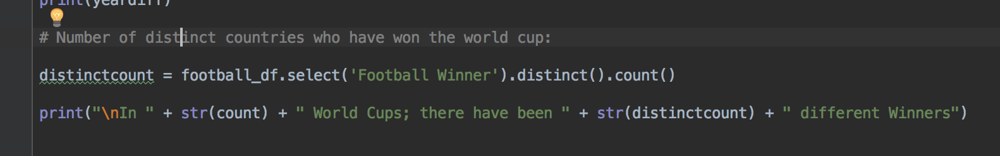 print(yeardiff)
# Number of distinct countries who have won the world cup:
distinctcount = football_df.select('Football Winner').distinct().count()
print("\nIn " + str(count) + " World Cups; there have been " + str(distinctcount) + " different Winners")